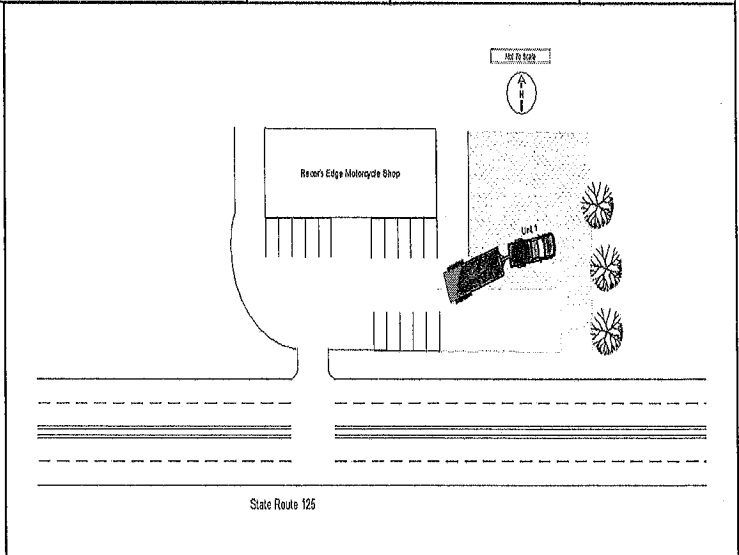 Not To Scale
N
Racer's Edge Motorcycle Shop
Unit 1
State Route 125